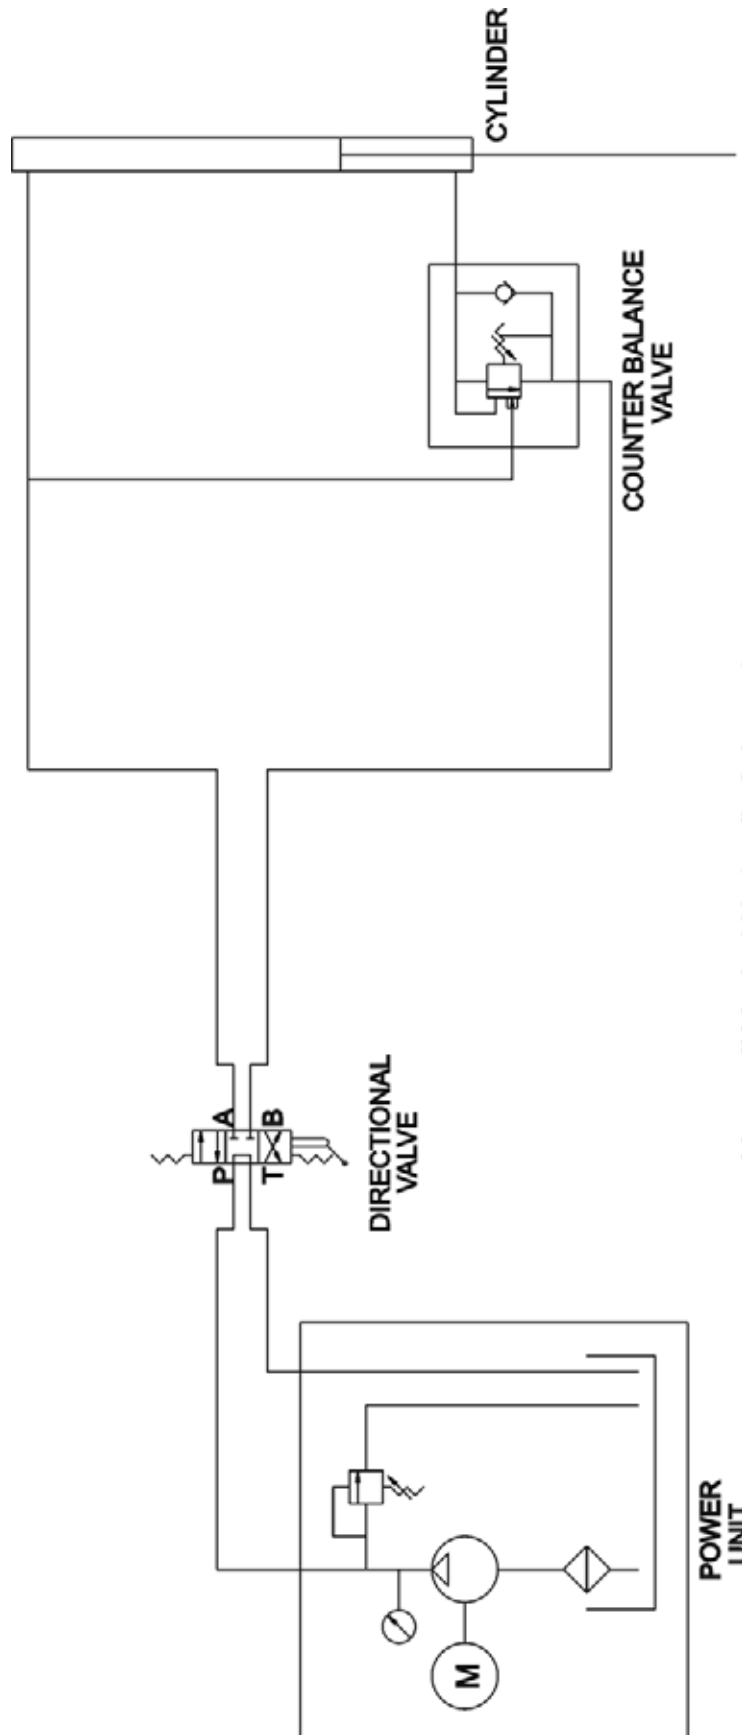 CYLINDER
COUNTER BALANCE
VALVE
A
B
P
T
DIRECTIONAL
VALVE
M
POWER
UNIT